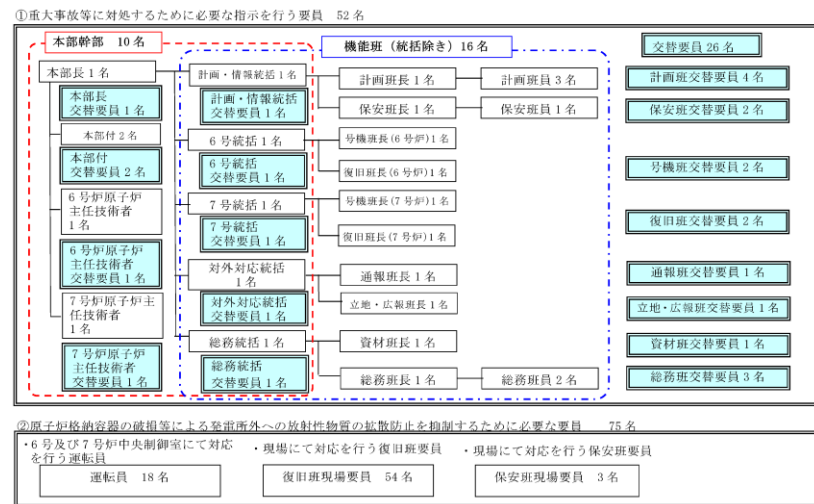 ①重大事故等に対処するために必要な指示を行う要員 52名
本部幹部 10名
機能班（統括除き）16名
交替要員 26名
本部長1名
本部長
交替要員1名
本部付2名
本部付
交替要員2名
6号炉原子炉
主任技術者
1名
6号炉原子炉
主任技術者
交替要員1名
7号炉原子炉主
任技術者
1名
7号炉原子炉
主任技術者
交替要員1名
計画・情報統括1名
計画・情報統括
交替要員1名
6号統括1名
6号統括
交替要員1名
7号統括1名
7号統括
交替要員1名
対外対応統括
1名
対外対応統括
交替要員1名
総務統括1名
総務統括
交替要員1名
計画班長1名
計画班員3名
保安班長1名
保安班員1名
号機班長(6号炉)1名
復旧班長(6号炉)1名
号機班長(7号炉)1名
復旧班長(7号炉)1名
通報班長1名
立地・広報班長1名
資材班長1名
総務班長1名
総務班員2名
計画班交替要員4名
保安班交替要員2名
号機班交替要員2名
復旧班交替要員2名
通報班交替要員1名
立地・広報班交替要員1名
資材班交替要員1名
総務班交替要員3名
②原子炉格納容器の破損等による発電所外への放射性物質の拡散防止を抑制するために必要な要員 75名
・6号及び7号炉中央制御室にて対応
を行う運転員
運転員 18名
・現場にて対応を行う復旧班要員
復旧班現場要員 54名
・現場にて対応を行う保安班要員
保安班現場要員 3名